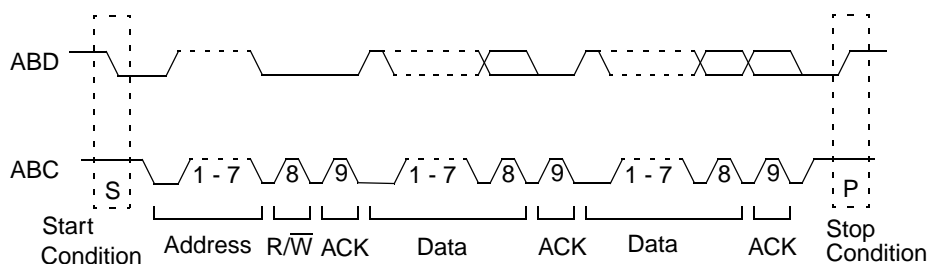 ABD
ABC
S 1 - 7 8 9 1 - 7 8 9 1 - 7 8 9 P
Start
Condition
Address R/W̅ ACK Data ACK Data ACK
Stop
Condition